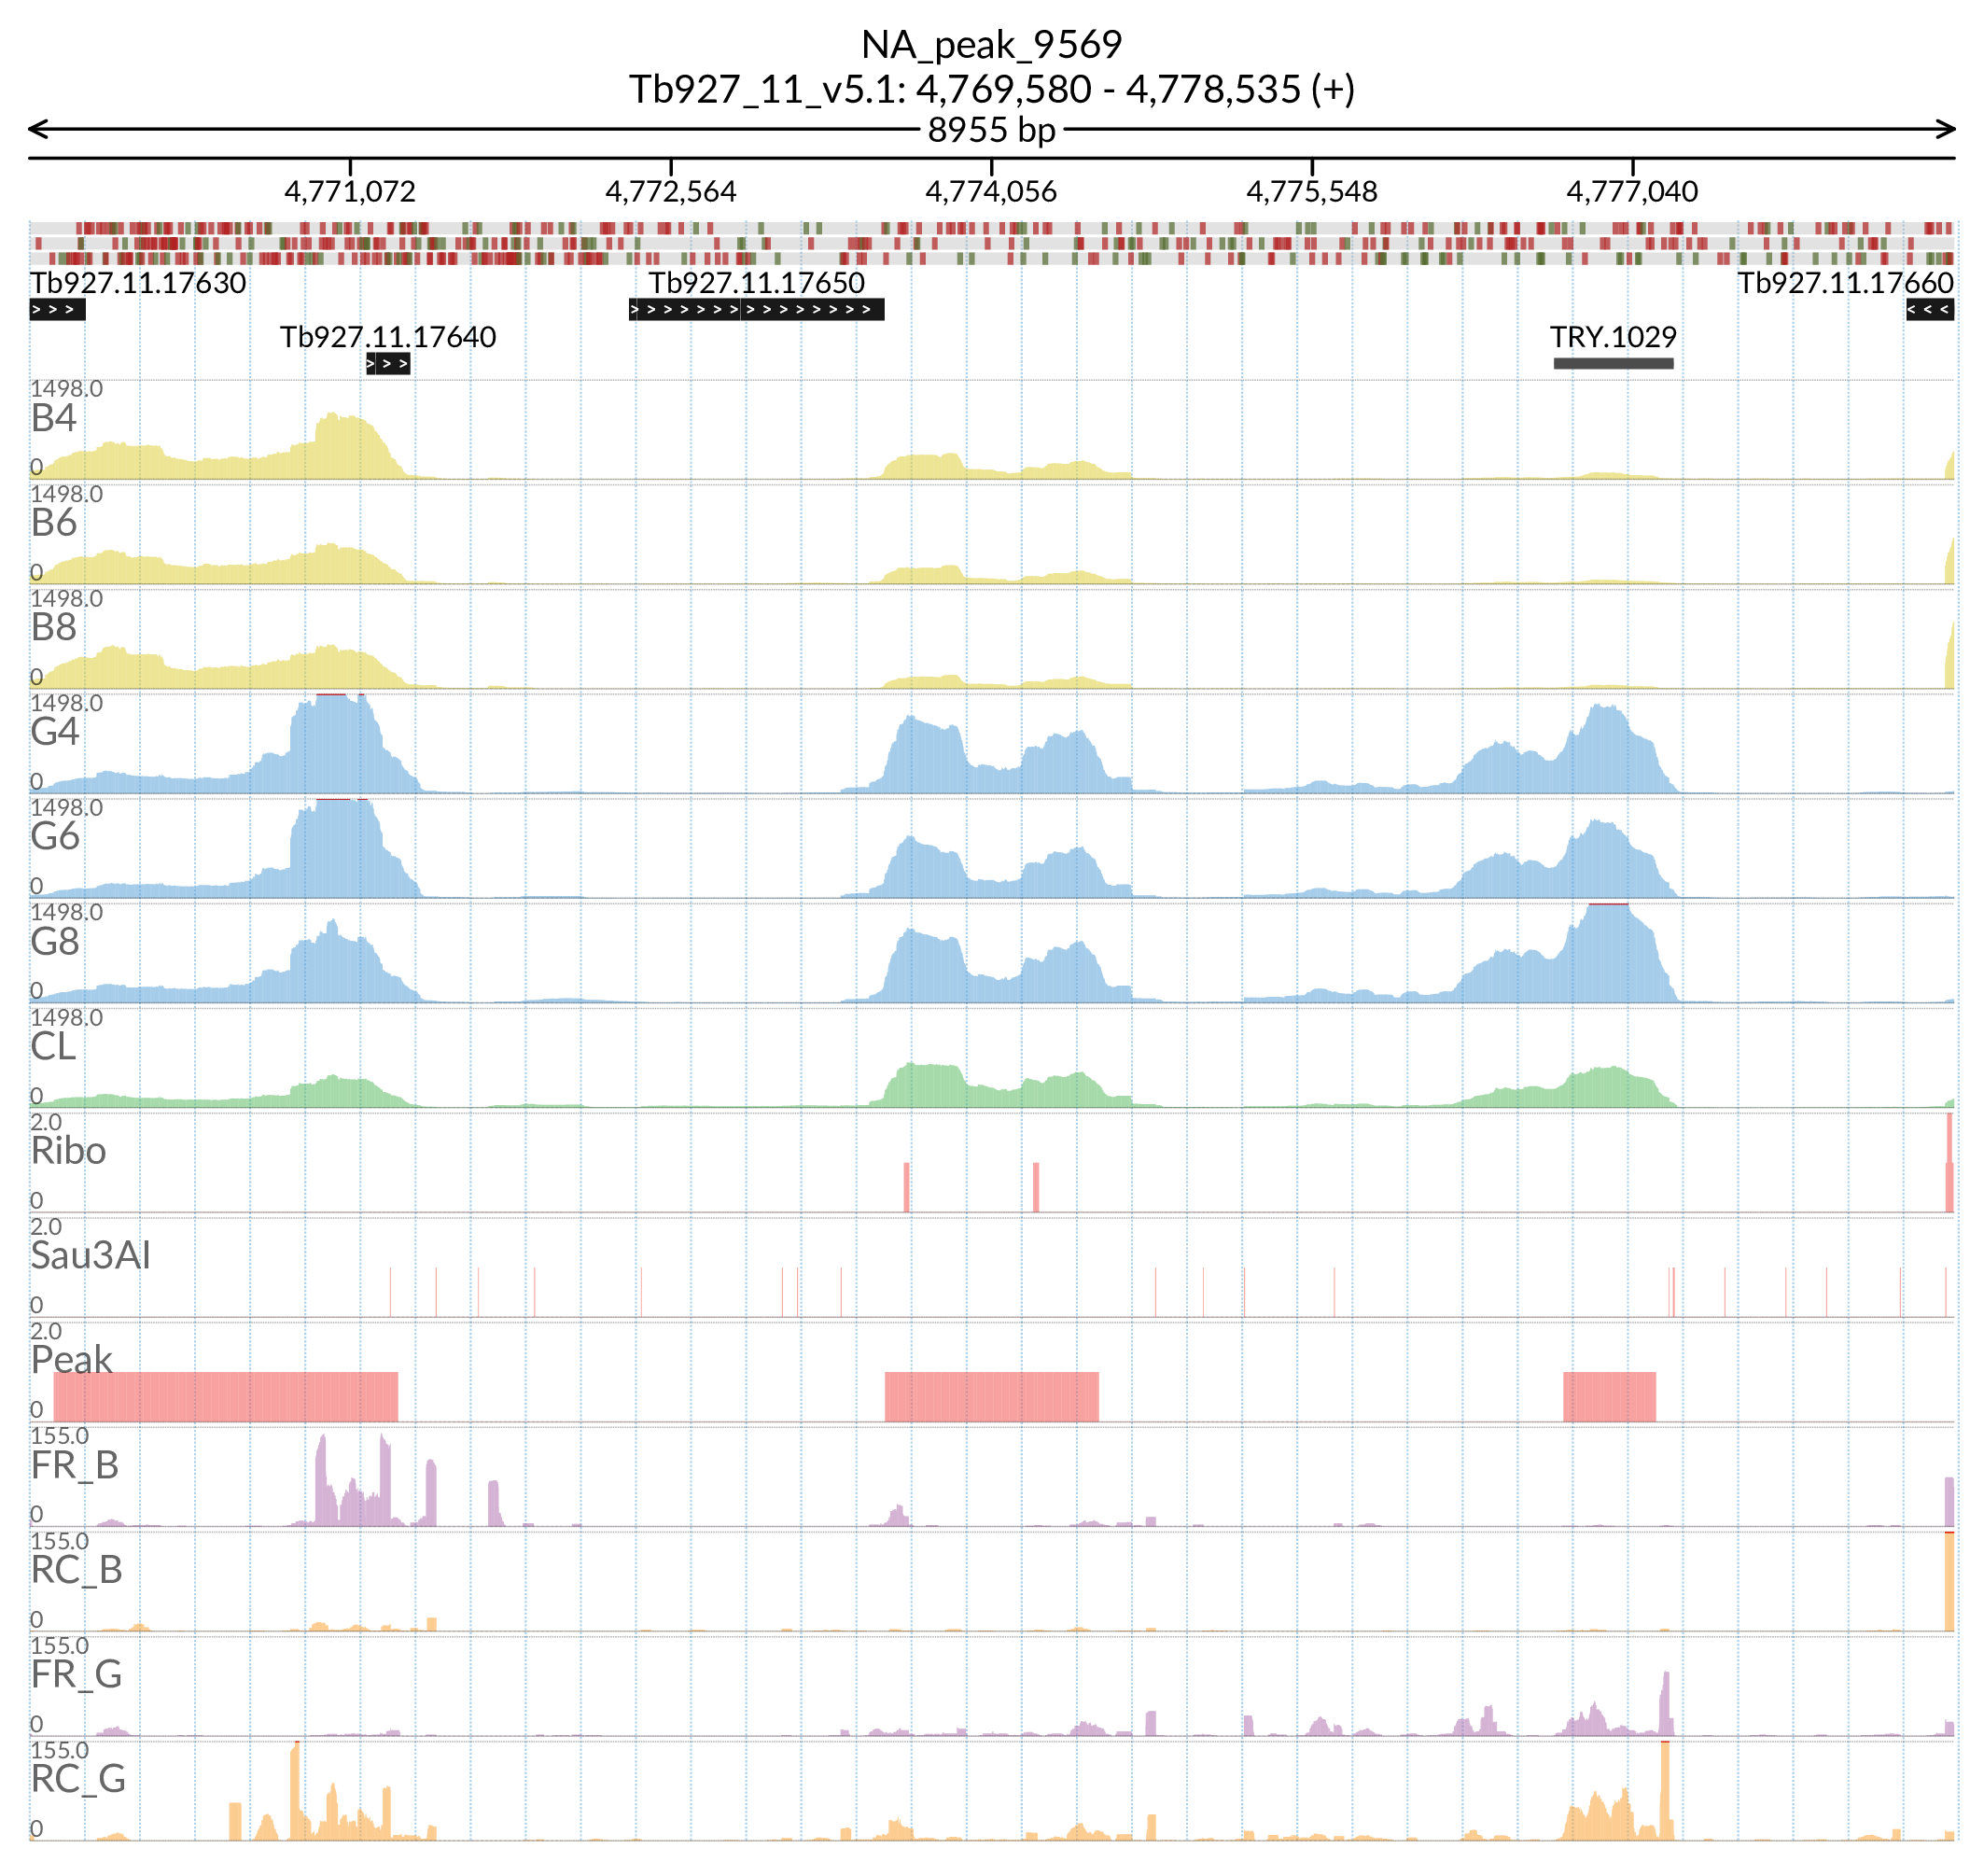 NA_peak_9569
Tb927_11_v5.1: 4,769,580 - 4,778,535 (+)
8955 bp
4,771,072 4,772,564 4,774,056 4,775,548 4,777,040
Tb927.11.17630 Tb927.11.17650 Tb927.11.17660
Tb927.11.17640 TRY.1029
1498.0
B4
0
1498.0
B6
0
1498.0
B8
0
1498.0
G4
0
1498.0
G6
0
1498.0
G8
0
1498.0
CL
0
2.0
Ribo
0
2.0
Sau3AI
0
2.0
Peak
0
155.0
FR_B
0
155.0
RC_B
0
155.0
FR_G
0
155.0
RC_G
0